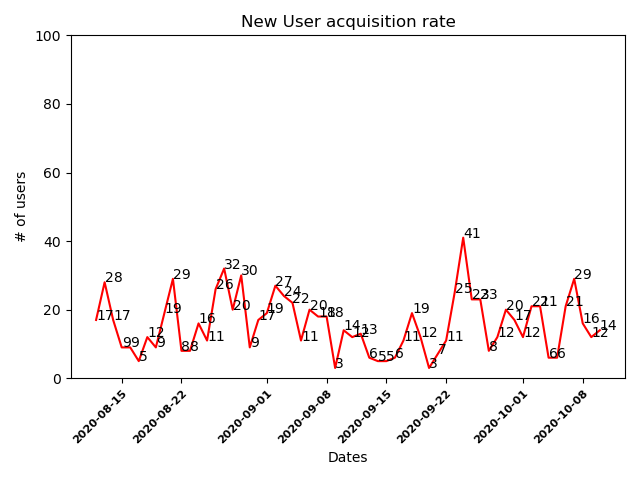 New User acquisition rate
100
80
60
40
20
0
# of users
17 28 17 9 9 5 12 9 19 29 8 8 16 11 26 32 20 30 9 17 19 27 24 22 11 20 18 18 3 14 12 13 6 5 5 6 11 19 12 3 7 11 25 41 23 23 8 12 20 17 12 21 21 6 6 21 29 16 12 14
2020-08-15 2020-08-22 2020-09-01 2020-09-08 2020-09-15 2020-09-22 2020-10-01 2020-10-08
Dates